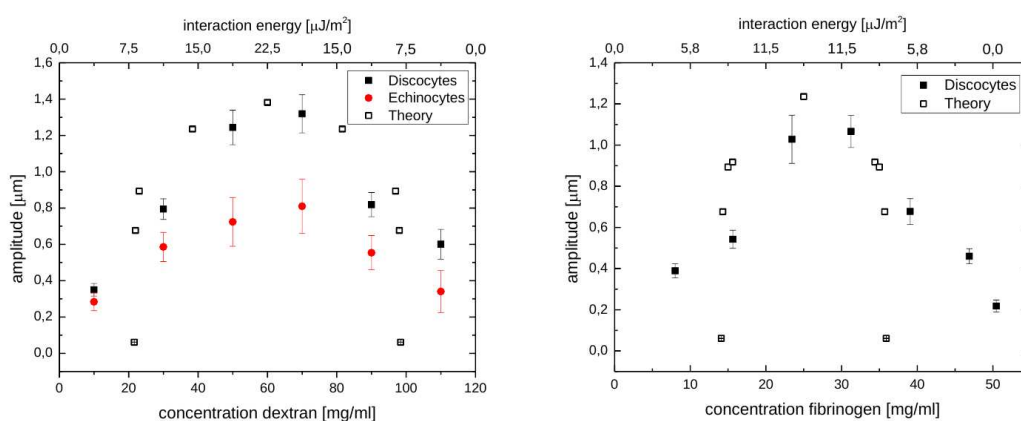 interaction energy [μJ/m²]
0,0 7,5 15,0 22,5 15,0 7,5 0,0
1,6
1,4
1,2
1,0
0,8
0,6
0,4
0,2
0,0
amplitude [μm]
Discocytes
Echinocytes
Theory
0 20 40 60 80 100 120
concentration dextran [mg/ml]
interaction energy [μJ/m²]
0,0 5,8 11,5 11,5 5,8 0,0
1,4
1,2
1,0
0,8
0,6
0,4
0,2
0,0
amplitude [μm]
Discocytes
Theory
0 10 20 30 40 50
concentration fibrinogen [mg/ml]